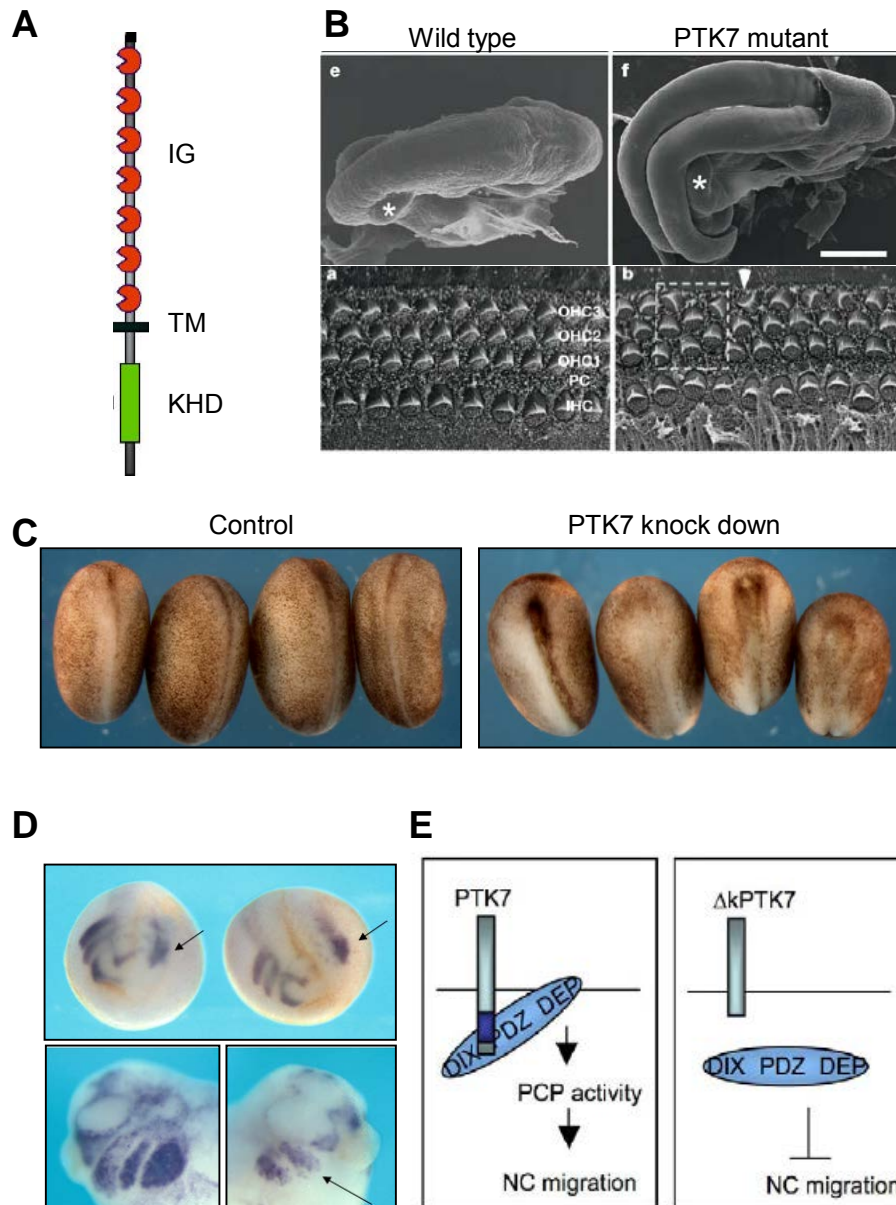 A
IG
TM
KHD
B
Wild type
PTK7 mutant
e
*
f
*
a
OHC3
OHC2
OHC1
PC
IHC
b
C
Control
PTK7 knock down
D
E
PTK7
DIX PDZ DEP
PCP activity
NC migration
ΔkPTK7
DIX PDZ DEP
NC migration